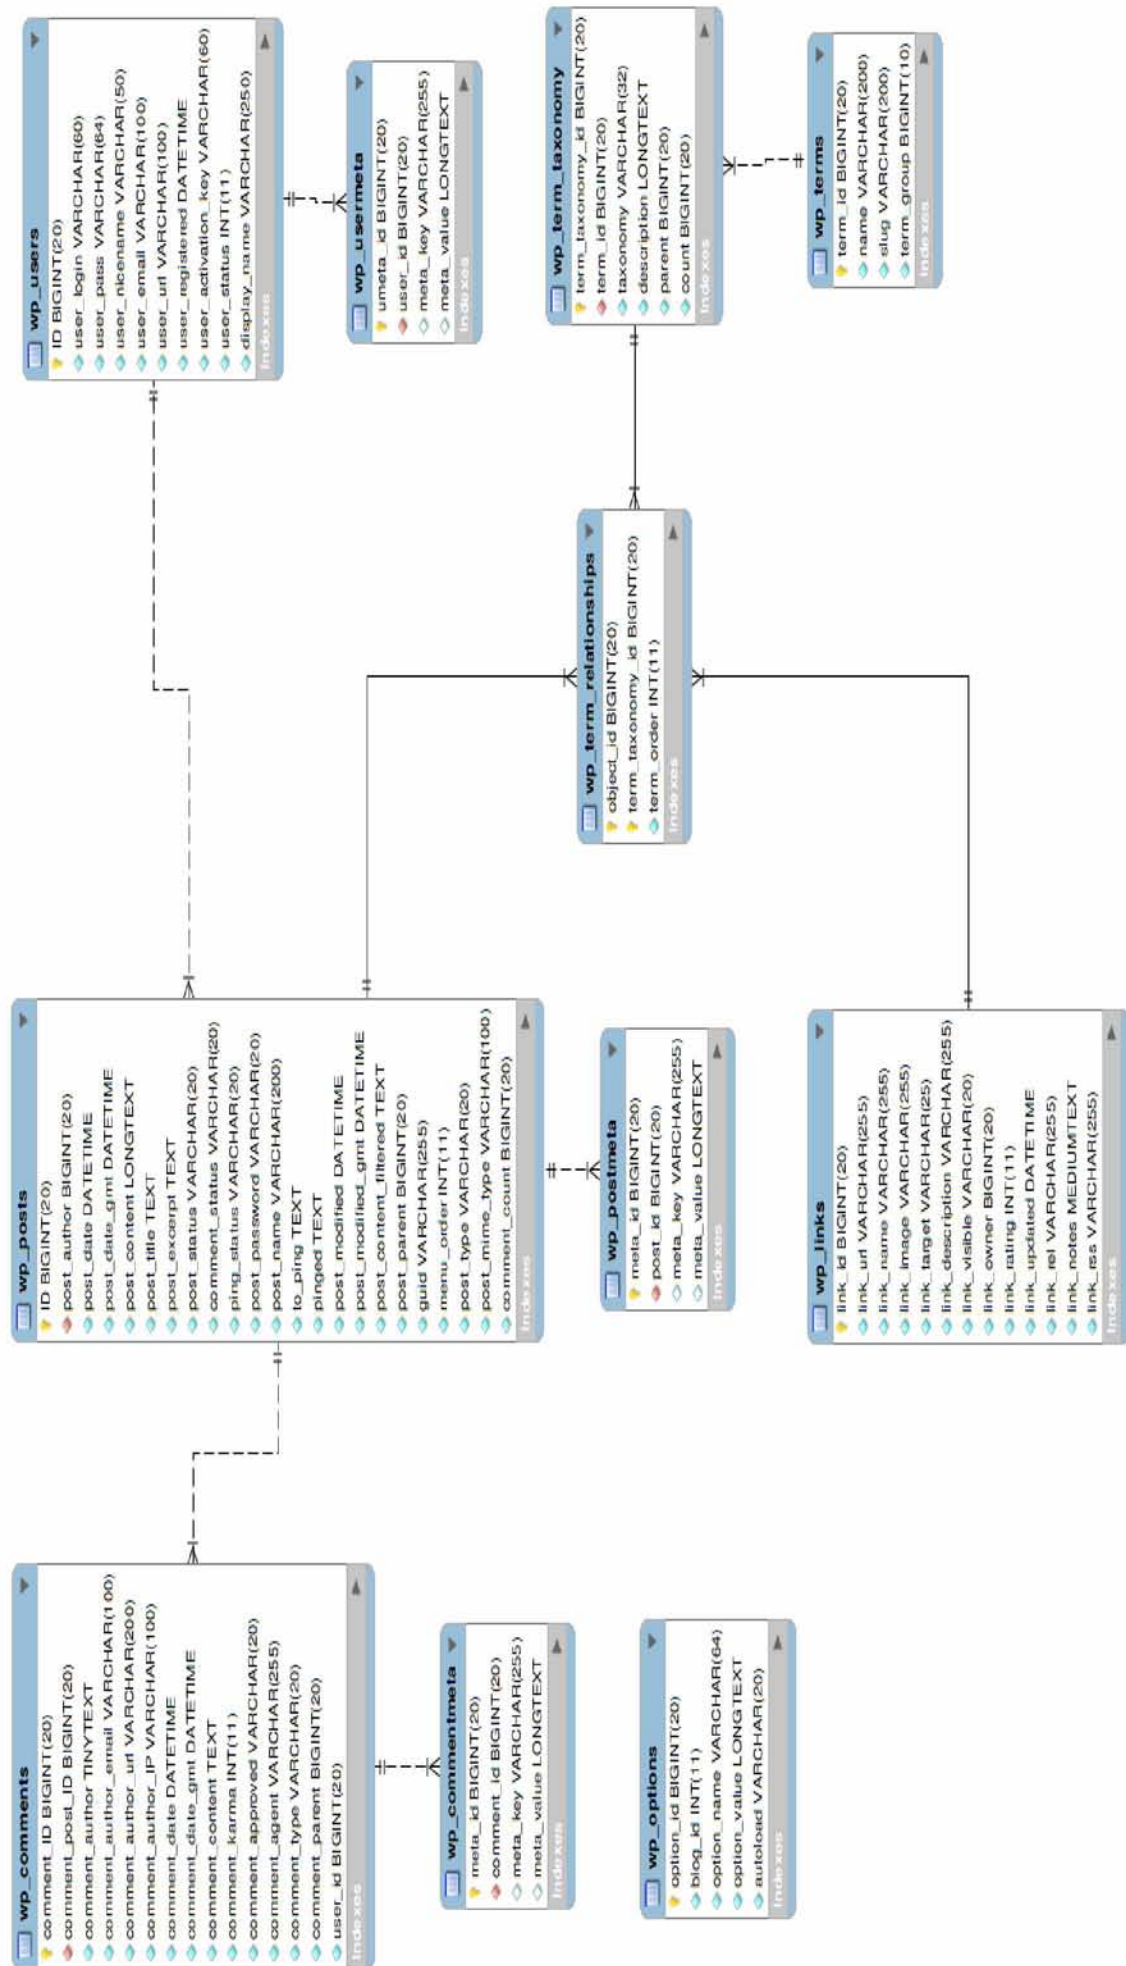 wp_comments
comment_ID BIGINT(20)
comment_post_ID BIGINT(20)
comment_author TINYTEXT
comment_author_email VARCHAR(100)
comment_author_url VARCHAR(200)
comment_author_IP VARCHAR(100)
comment_date DATETIME
comment_date_gmt DATETIME
comment_content TEXT
comment_karma INT(11)
comment_approved VARCHAR(20)
comment_agent VARCHAR(255)
comment_type VARCHAR(20)
comment_parent BIGINT(20)
user_id BIGINT(20)
Indexes
wp_commentmeta
meta_id BIGINT(20)
comment_id BIGINT(20)
meta_key VARCHAR(255)
meta_value LONGTEXT
Indexes
wp_options
option_id BIGINT(20)
blog_id INT(11)
option_name VARCHAR(64)
option_value LONGTEXT
autoload VARCHAR(20)
Indexes
wp_posts
ID BIGINT(20)
post_author BIGINT(20)
post_date DATETIME
post_date_gmt DATETIME
post_content LONGTEXT
post_title TEXT
post_excerpt TEXT
post_status VARCHAR(20)
comment_status VARCHAR(20)
ping_status VARCHAR(20)
post_password VARCHAR(20)
post_name VARCHAR(200)
to_ping TEXT
pinged TEXT
post_modified DATETIME
post_modified_gmt DATETIME
post_content_filtered TEXT
post_parent BIGINT(20)
guid VARCHAR(255)
menu_order INT(11)
post_type VARCHAR(20)
post_mime_type VARCHAR(100)
comment_count BIGINT(20)
Indexes
wp_postmeta
meta_id BIGINT(20)
post_id BIGINT(20)
meta_key VARCHAR(255)
meta_value LONGTEXT
Indexes
wp_links
link_id BIGINT(20)
link_url VARCHAR(255)
link_name VARCHAR(255)
link_image VARCHAR(255)
link_target VARCHAR(25)
link_description VARCHAR(255)
link_visible VARCHAR(20)
link_owner BIGINT(20)
link_rating INT(11)
link_updated DATETIME
link_rel VARCHAR(255)
link_notes MEDIUMTEXT
link_rss VARCHAR(255)
Indexes
wp_term_relationships
object_id BIGINT(20)
term_taxonomy_id BIGINT(20)
term_order INT(11)
Indexes
wp_users
ID BIGINT(20)
user_login VARCHAR(60)
user_pass VARCHAR(64)
user_nicename VARCHAR(50)
user_email VARCHAR(100)
user_url VARCHAR(100)
user_registered DATETIME
user_activation_key VARCHAR(60)
user_status INT(11)
display_name VARCHAR(250)
Indexes
wp_usermeta
umeta_id BIGINT(20)
user_id BIGINT(20)
meta_key VARCHAR(255)
meta_value LONGTEXT
Indexes
wp_term_taxonomy
term_taxonomy_id BIGINT(20)
term_id BIGINT(20)
taxonomy VARCHAR(32)
description LONGTEXT
parent BIGINT(20)
count BIGINT(20)
Indexes
wp_terms
term_id BIGINT(20)
name VARCHAR(200)
slug VARCHAR(200)
term_group BIGINT(10)
Indexes